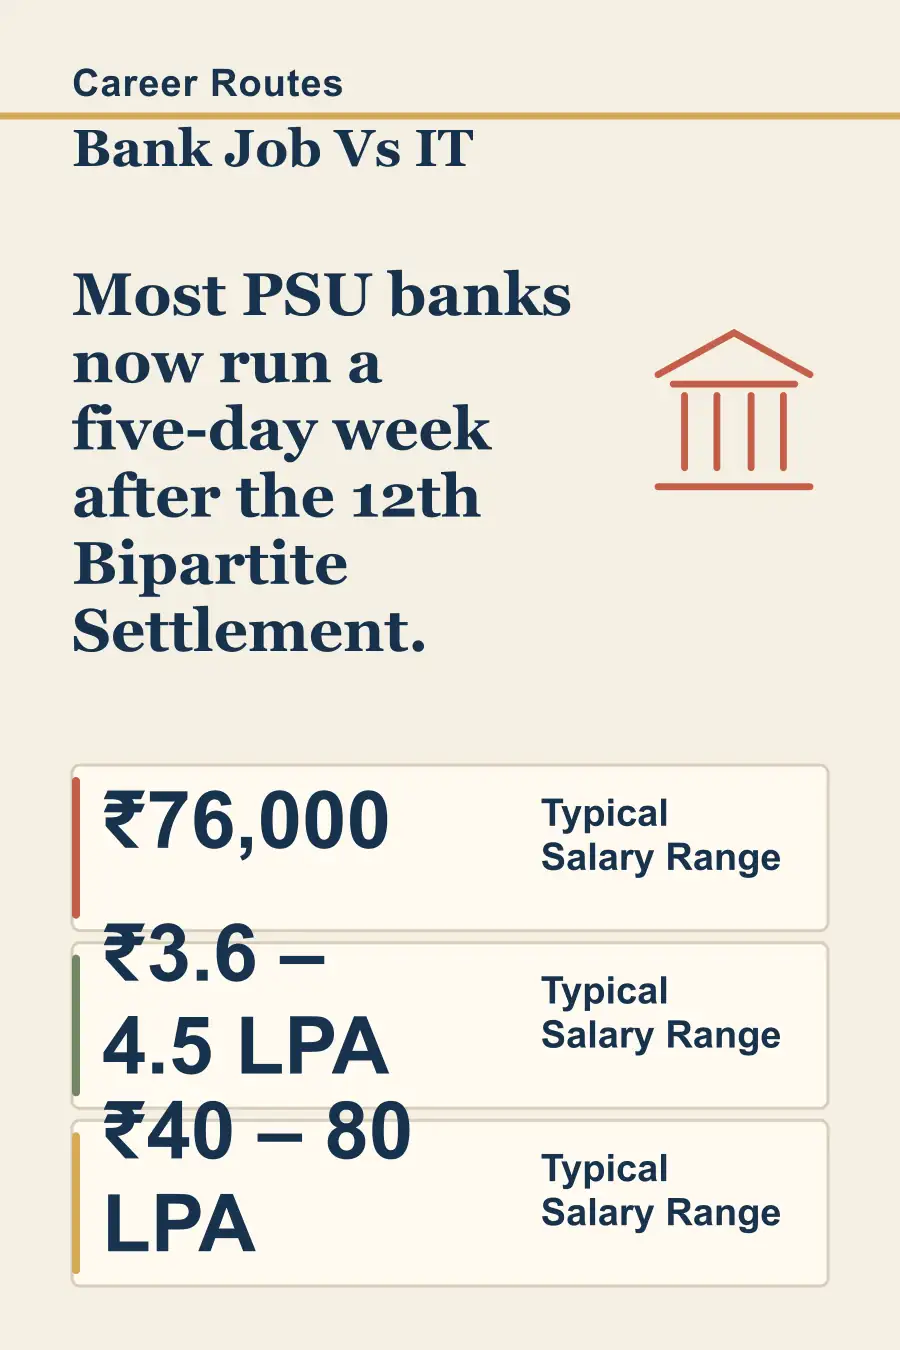 Career Routes
Bank Job Vs IT
Most PSU banks
now run a
five-day week
after the 12th
Bipartite
Settlement.
₹76,000
Typical
Salary Range
₹3.6 –
4.5 LPA
Typical
Salary Range
₹40 – 80
LPA
Typical
Salary Range